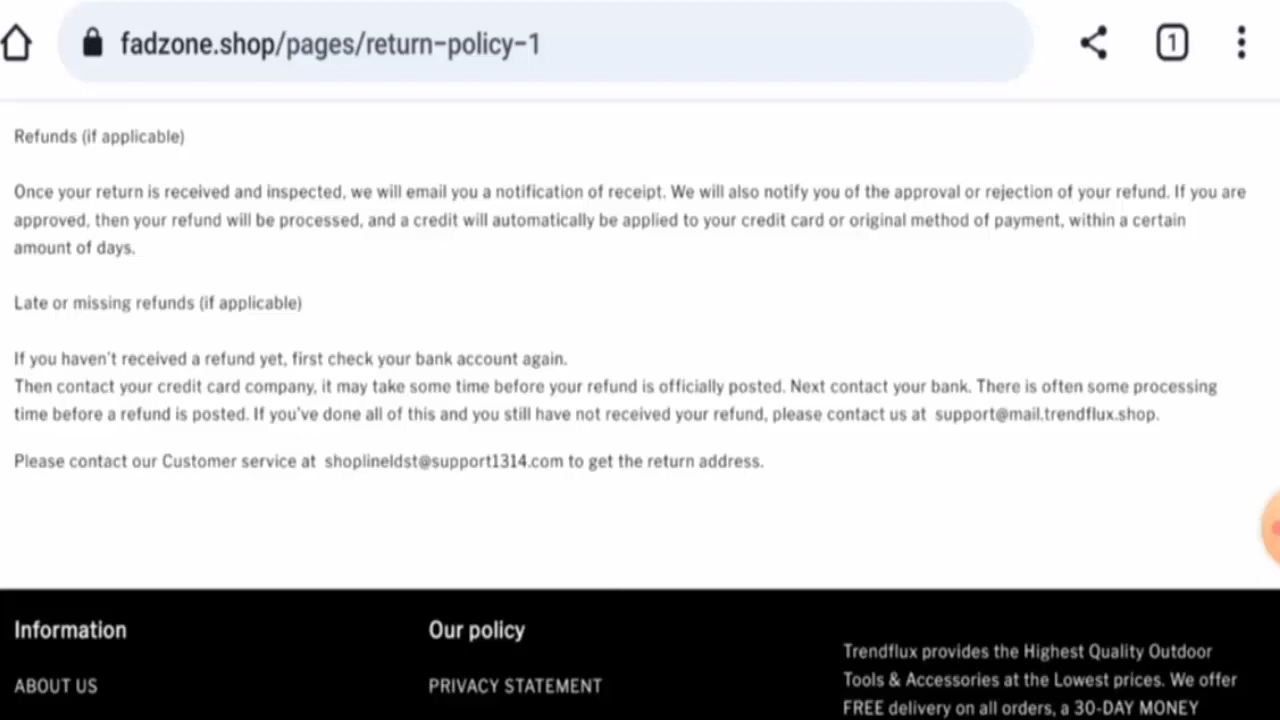 fadzone.shop/pages/return-policy-1
1
Refunds (if applicable)
Once your return is received and inspected, we will email you a notification of receipt. We will also notify you of the approval or rejection of your refund. If you are
approved, then your refund will be processed, and a credit will automatically be applied to your credit card or original method of payment, within a certain
amount of days.
Late or missing refunds (if applicable)
If you haven't received a refund yet, first check your bank account again.
Then contact your credit card company, it may take some time before your refund is officially posted. Next contact your bank. There is often some processing
time before a refund is posted. If you've done all of this and you still have not received your refund, please contact us at support@mail.trendflux.shop.
Please contact our Customer service at shoplineldst@support1314.com to get the return address.
Information
Our policy
Trendflux provides the Highest Quality Outdoor
ABOUT US
PRIVACY STATEMENT
Tools & Accessories at the Lowest prices. We offer
FREE delivery on all orders, a 30-DAY MONEY